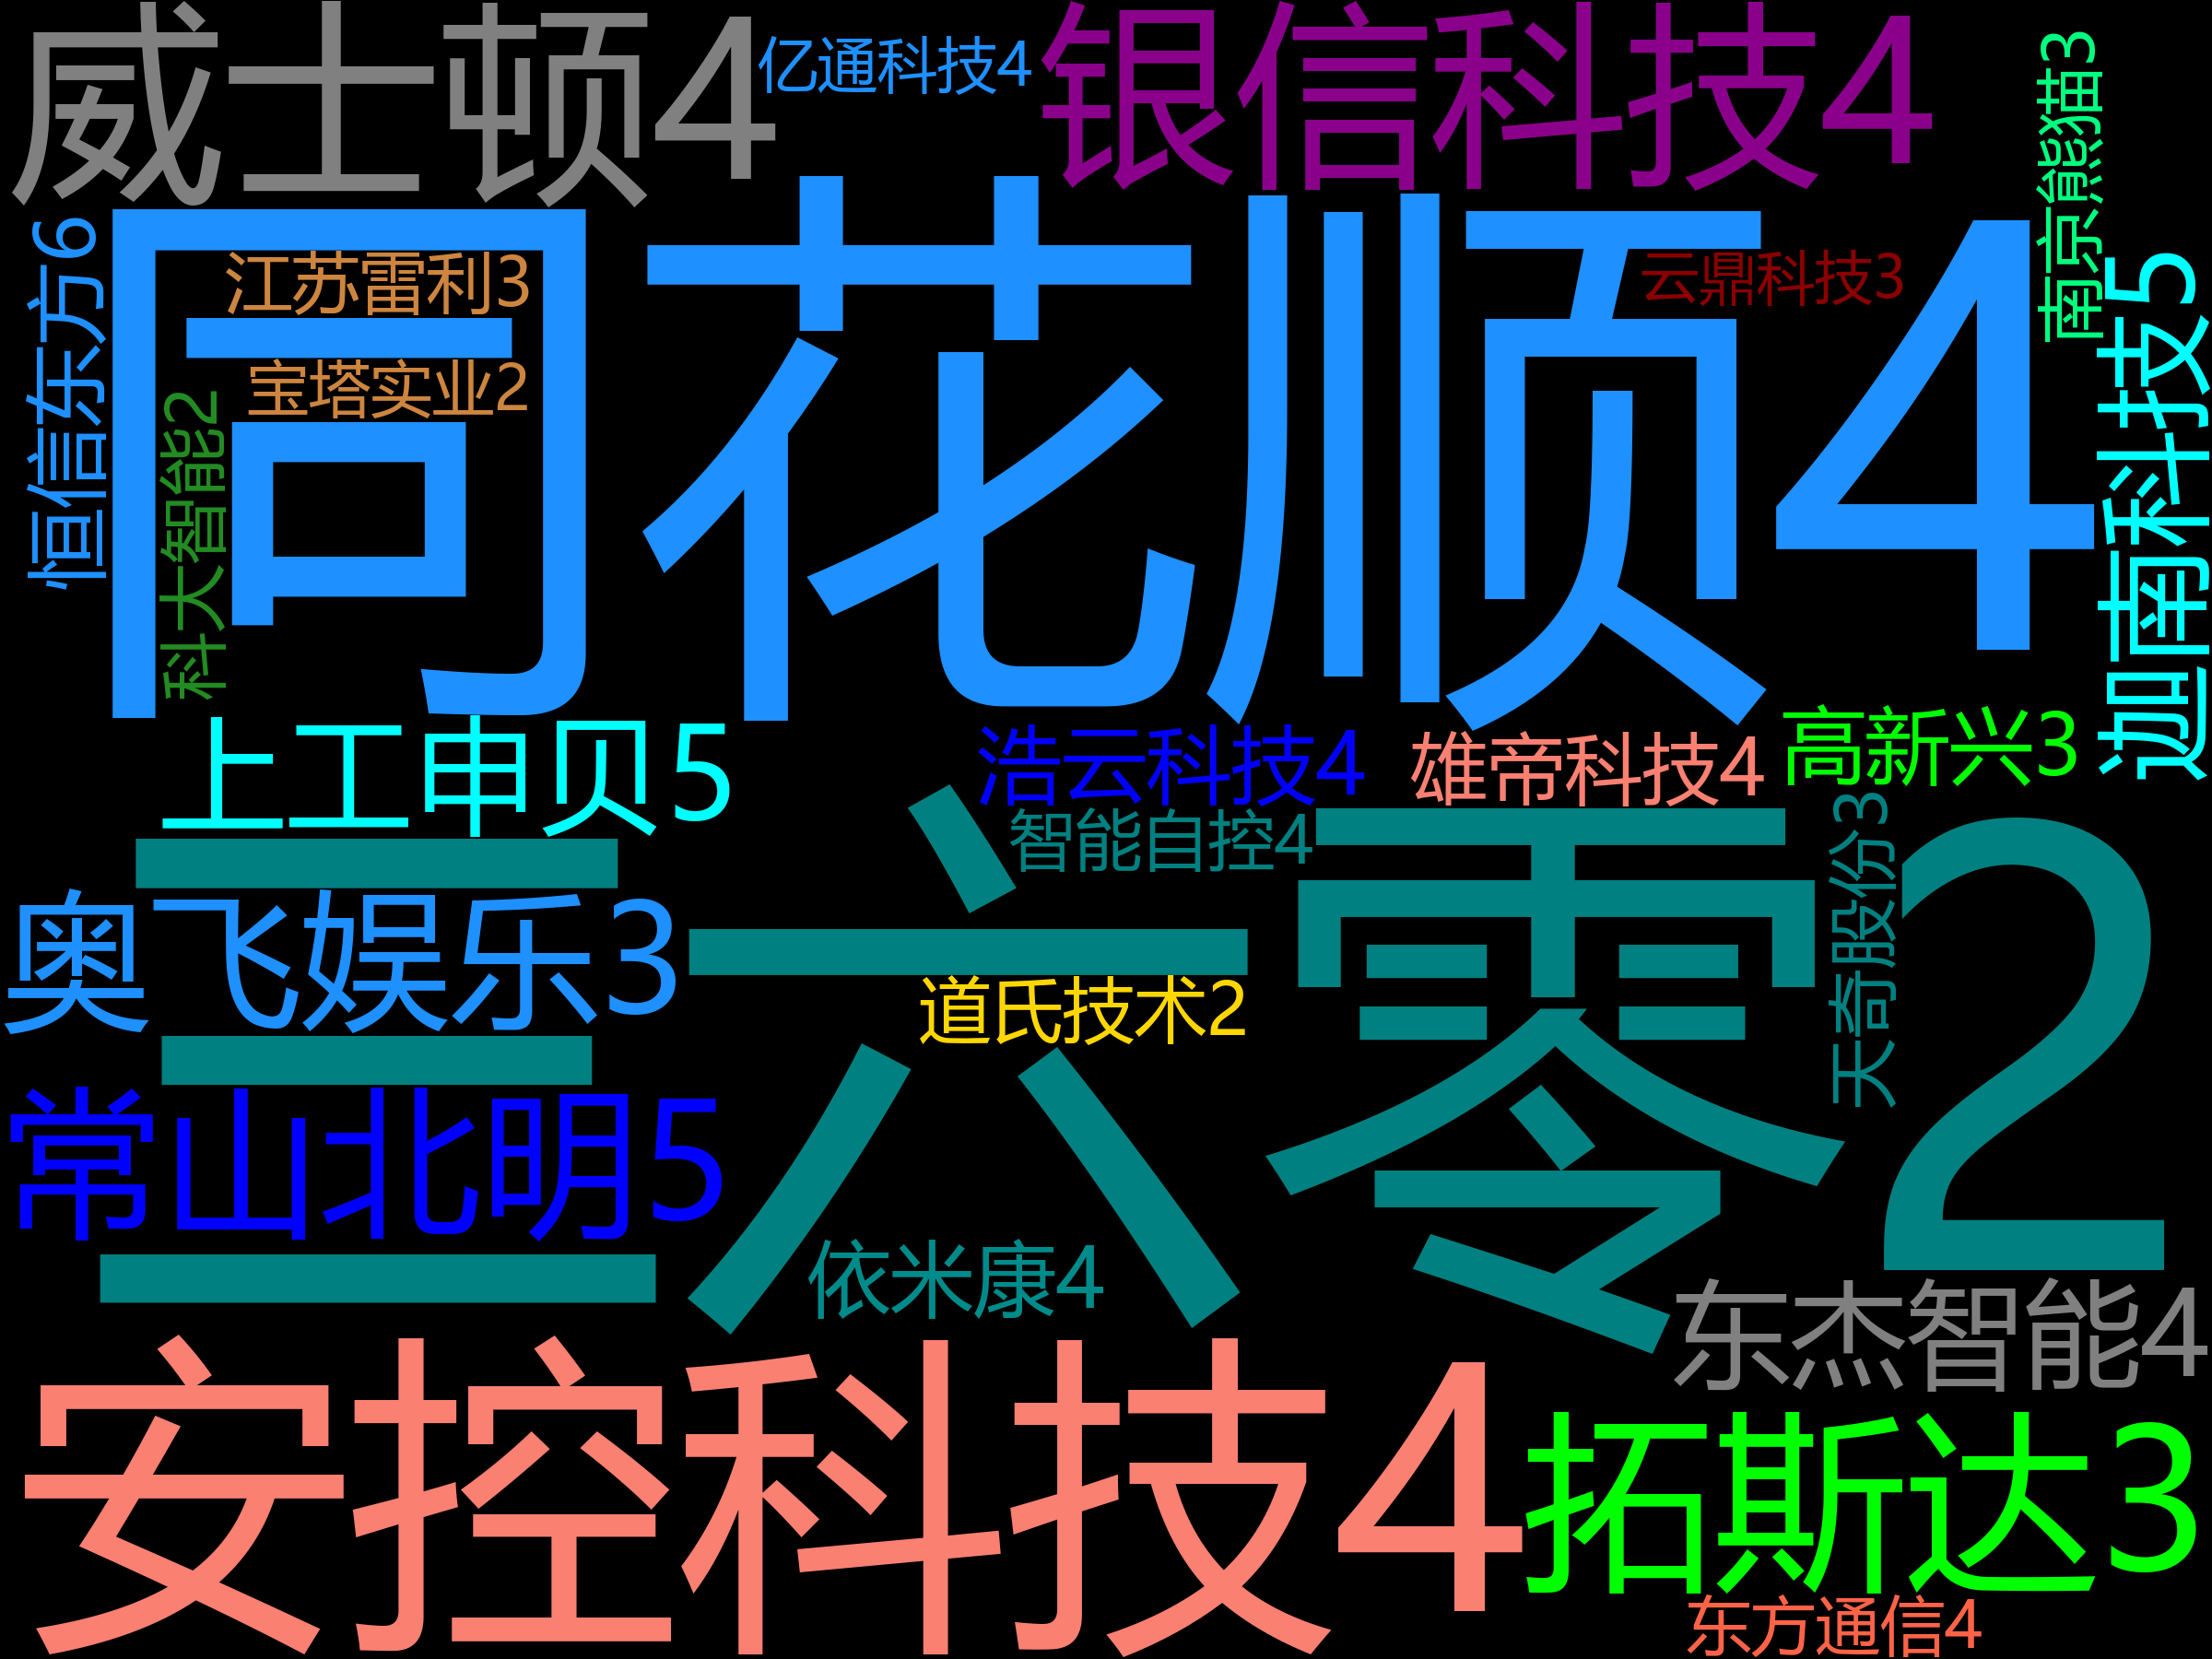 威士顿4
亿通科技4
银信科技4
南京熊猫3
同花顺4
恒信东方6
江苏雷利3
云鼎科技3
迦南科技5
宝塔实业2
科大智能2
上工申贝5
浩云科技4
雄帝科技4
高新兴3
智能自控4
天奇股份3
三六零2
奥飞娱乐3
道氏技术2
常山北明5
依米康4
东杰智能4
安控科技4
拓斯达3
东方通信4